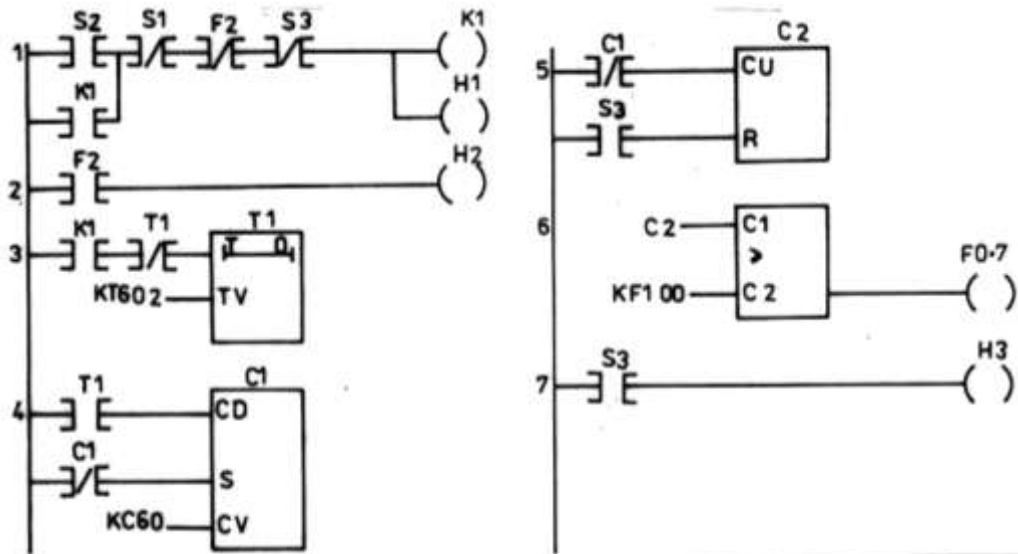 S2 S1 F2 S3 K1
1
K1 H1
F2 H2
2
K1 T1 T1
3 T 0
KT602 TV
T1 C1
4 CD
C1
S
KC60 CV
C1 C2
5 CU
S3
R
6 C2 C1
>
KF100 C2 F0·7
S3 H3
7